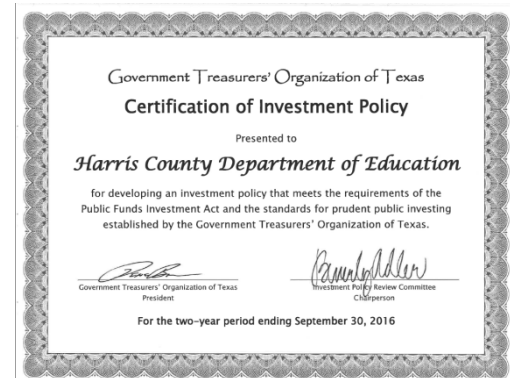 Government Treasurers' Organization of Texas
Certification of Investment Policy
Presented to
Harris County Department of Education
for developing an investment policy that meets the requirements of the
Public Funds Investment Act and the standards for prudent public investing
established by the Government Treasurers' Organization of Texas.
Beverly Adler
Government Treasurers' Organization of Texas
President
Investment Policy Review Committee
Chairperson
For the two-year period ending September 30, 2016